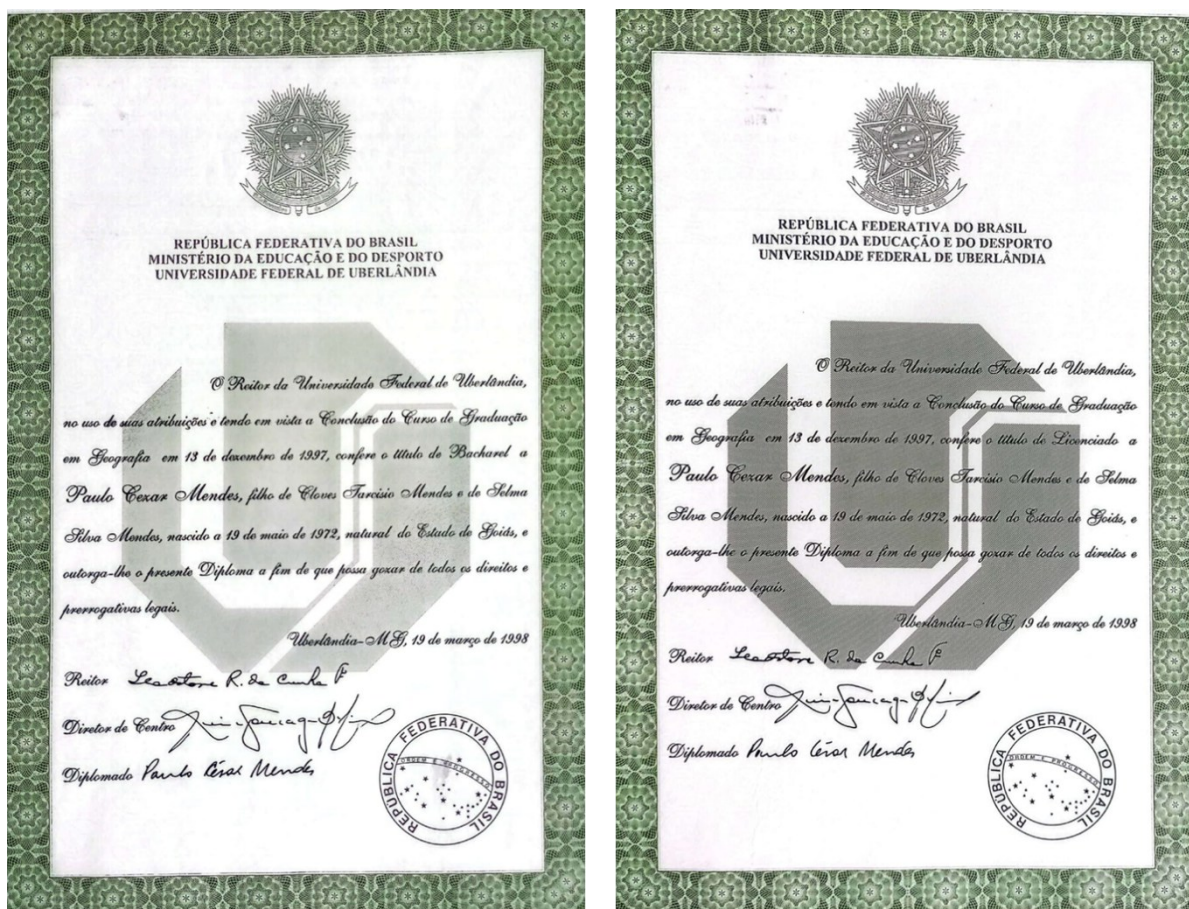 REPÚBLICA FEDERATIVA DO BRASIL
MINISTÉRIO DA EDUCAÇÃO E DO DESPORTO
UNIVERSIDADE FEDERAL DE UBERLÂNDIA
O Reitor da Universidade Federal de Uberlândia,
no uso de suas atribuições e tendo em vista a Conclusão do Curso de Graduação
em Geografia em 13 de dezembro de 1997, confere o título de Bacharel a
Paulo Cezar Mendes, filho de Cloves Tarcísio Mendes e de Selma
Silva Mendes, nascido a 19 de maio de 1972, natural do Estado de Goiás, e
outorga-lhe o presente Diploma a fim de que possa gozar de todos os direitos e
prerrogativas legais.
Uberlândia-MG, 19 de março de 1998
Reitor
Diretor de Centro
Diplomado Paulo César Mendes
REPÚBLICA FEDERATIVA DO BRASIL
ORDEM E PROGRESSO
REPÚBLICA FEDERATIVA DO BRASIL
MINISTÉRIO DA EDUCAÇÃO E DO DESPORTO
UNIVERSIDADE FEDERAL DE UBERLÂNDIA
O Reitor da Universidade Federal de Uberlândia,
no uso de suas atribuições e tendo em vista a Conclusão do Curso de Graduação
em Geografia em 13 de dezembro de 1997, confere o título de Licenciado a
Paulo Cezar Mendes, filho de Cloves Tarcísio Mendes e de Selma
Silva Mendes, nascido a 19 de maio de 1972, natural do Estado de Goiás, e
outorga-lhe o presente Diploma a fim de que possa gozar de todos os direitos e
prerrogativas legais.
Uberlândia-MG, 19 de março de 1998
Reitor
Diretor de Centro
Diplomado Paulo César Mendes
REPÚBLICA FEDERATIVA DO BRASIL
ORDEM E PROGRESSO